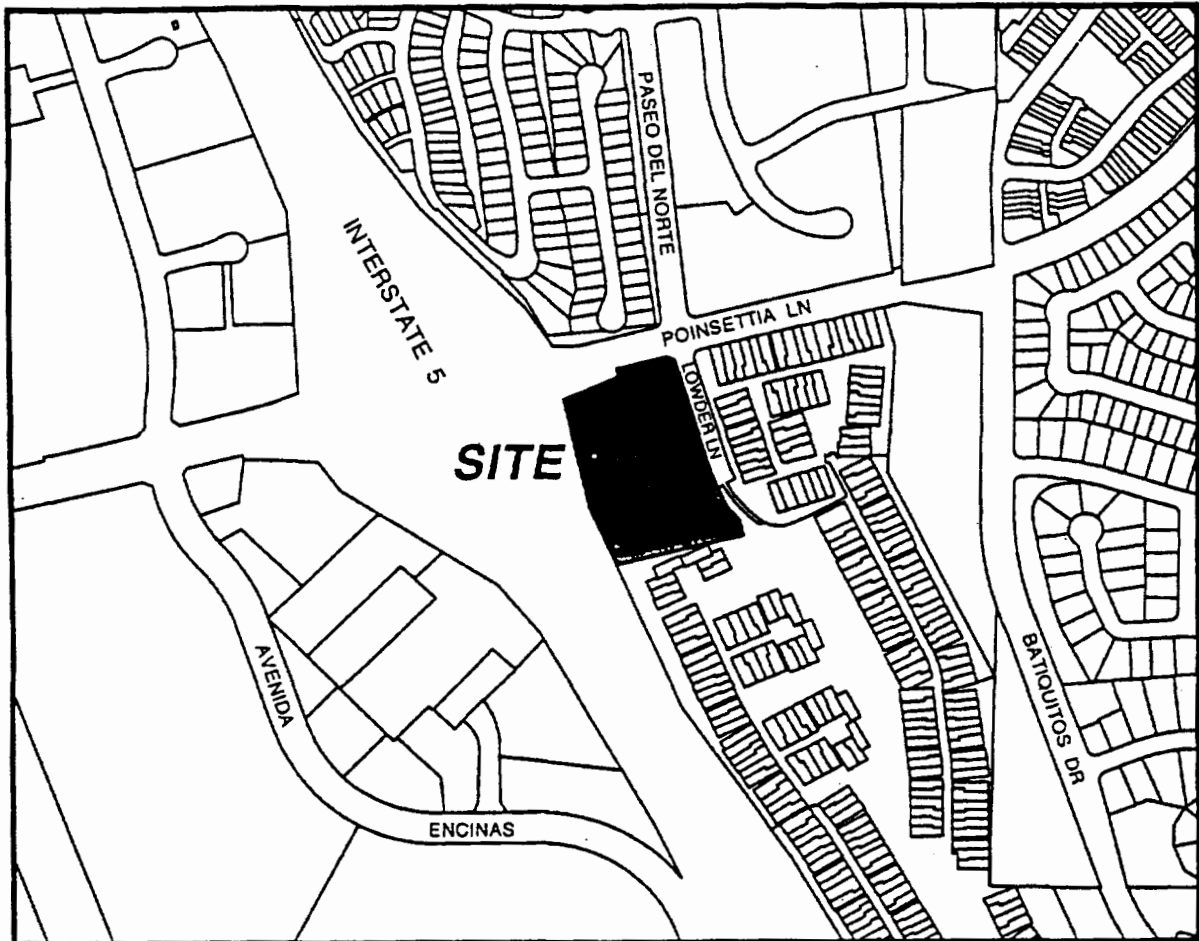 PASEO DEL NORTE
INTERSTATE 5
POINSETTIA LN
LOWDER LN
SITE
AVENIDA
BATIQUITOS DR
ENCINAS